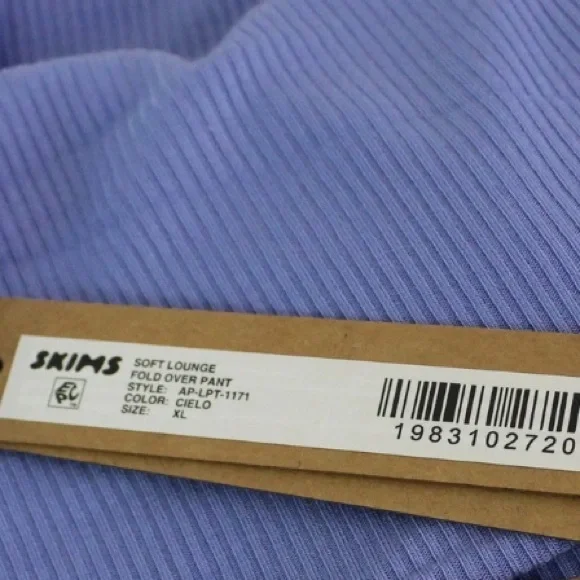 SKIMS
SOFT LOUNGE
FOLD OVER PANT
STYLE: AP-LPT-1171
COLOR: CIELO
SIZE: XL
1983102720